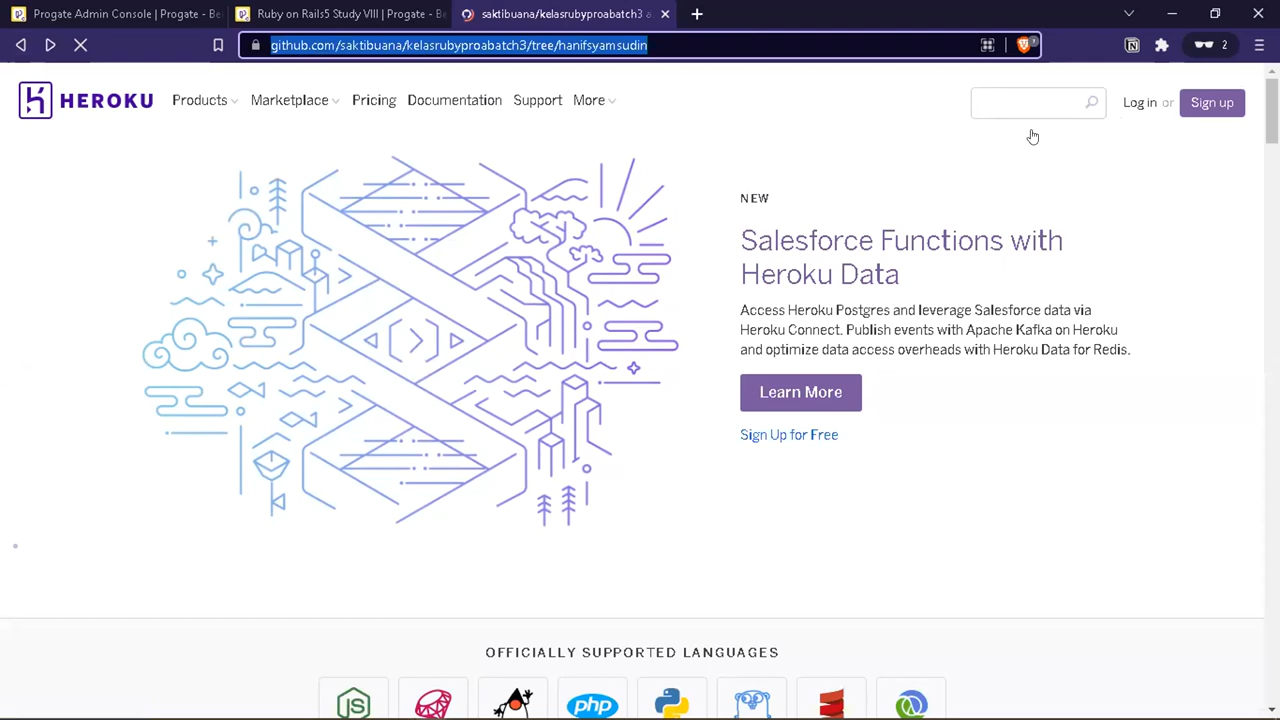 Progate Admin Console | Progate - Be
Ruby on Rails5 Study VIII | Progate - Be
saktibuana/kelasrubyproabatch3 a
github.com/saktibuana/kelasrubyproabatch3/tree/hanifsyamsudin
2
HEROKU
Products
Marketplace
Pricing
Documentation
Support
More
Log in or
Sign up
NEW
Salesforce Functions with
Heroku Data
Access Heroku Postgres and leverage Salesforce data via
Heroku Connect. Publish events with Apache Kafka on Heroku
and optimize data access overheads with Heroku Data for Redis.
Learn More
Sign Up for Free
OFFICIALLY SUPPORTED LANGUAGES
php